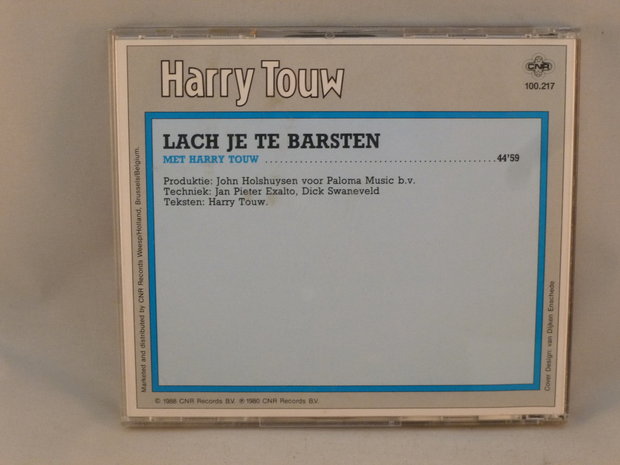 Harry Touw
CNR
100.217
LACH JE TE BARSTEN
MET HARRY TOUW ........................................................ 44'59
Produktie: John Holshuysen voor Paloma Music b.v.
Techniek: Jan Pieter Exalto, Dick Swaneveld
Teksten: Harry Touw.
Marketed and distributed by CNR Records Weesp/Holland, Brussels/Belgium.
Cover Design: van Dijken Enschede
© 1988 CNR Records B.V. ℗ 1980 CNR Records B.V.